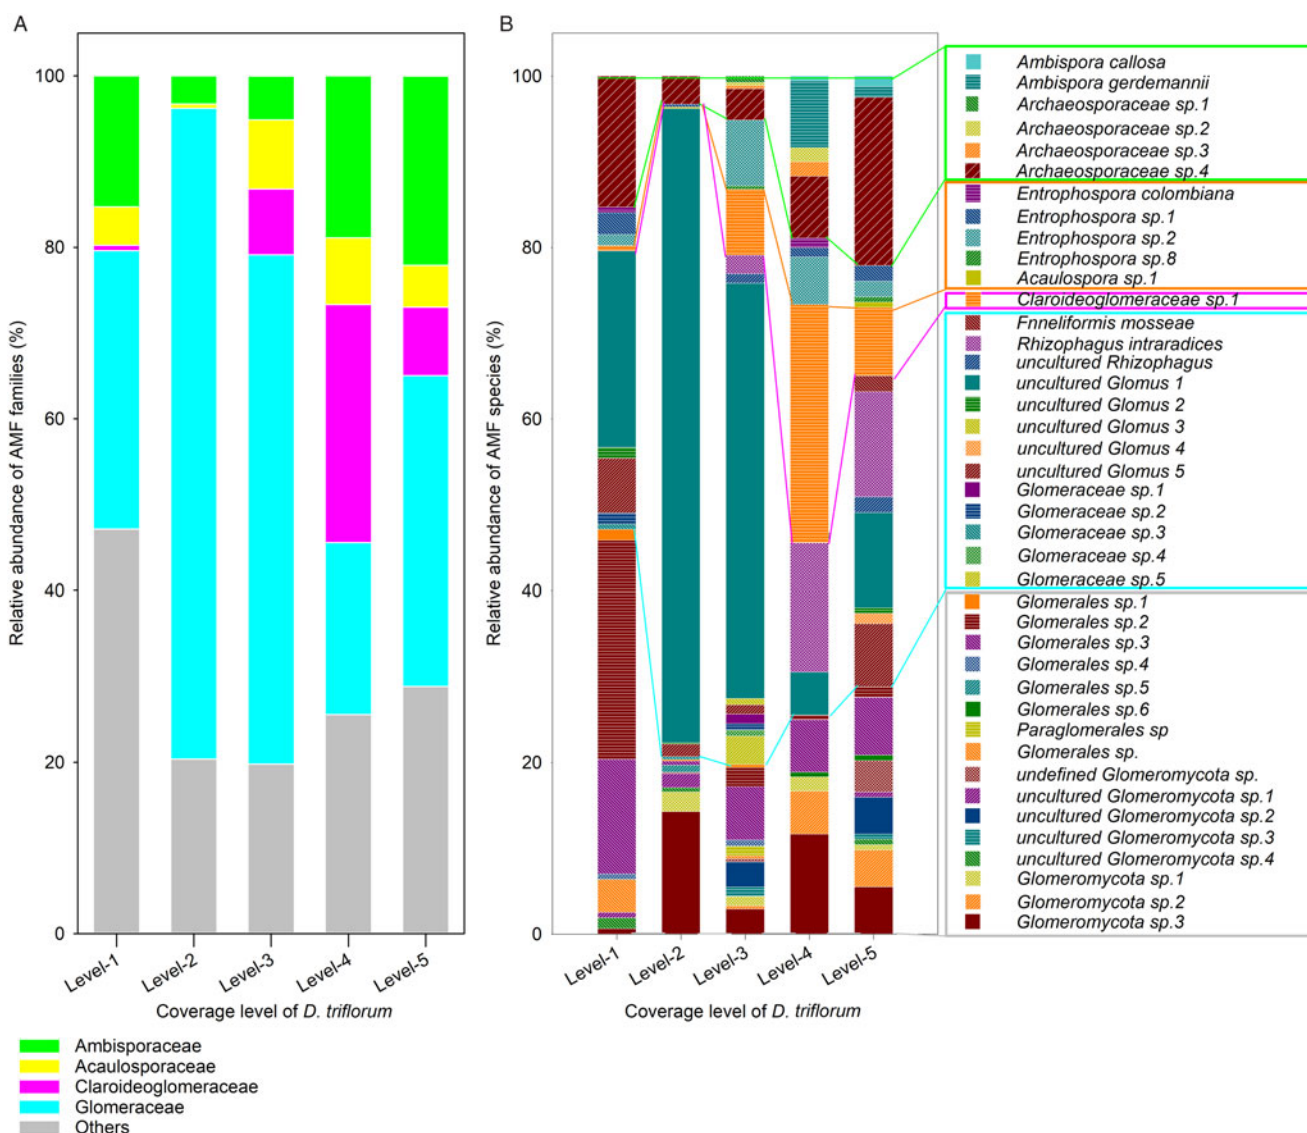 A
Relative abundance of AMF families (%)
100
80
60
40
20
0
Level-1
Level-2
Level-3
Level-4
Level-5
Coverage level of D. triflorum
Ambisporaceae
Acaulosporaceae
Claroideoglomeraceae
Glomeraceae
Others
B
Relative abundance of AMF species (%)
100
80
60
40
20
0
Level-1
Level-2
Level-3
Level-4
Level-5
Coverage level of D. triflorum
Ambispora callosa
Ambispora gerdemannii
Archaeosporaceae sp.1
Archaeosporaceae sp.2
Archaeosporaceae sp.3
Archaeosporaceae sp.4
Entrophospora colombiana
Entrophospora sp.1
Entrophospora sp.2
Entrophospora sp.8
Acaulospora sp.1
Claroideoglomeraceae sp.1
Fnneliformis mosseae
Rhizophagus intraradices
uncultured Rhizophagus
uncultured Glomus 1
uncultured Glomus 2
uncultured Glomus 3
uncultured Glomus 4
uncultured Glomus 5
Glomeraceae sp.1
Glomeraceae sp.2
Glomeraceae sp.3
Glomeraceae sp.4
Glomeraceae sp.5
Glomerales sp.1
Glomerales sp.2
Glomerales sp.3
Glomerales sp.4
Glomerales sp.5
Glomerales sp.6
Paraglomerales sp
Glomerales sp.
undefined Glomeromycota sp.
uncultured Glomeromycota sp.1
uncultured Glomeromycota sp.2
uncultured Glomeromycota sp.3
uncultured Glomeromycota sp.4
Glomeromycota sp.1
Glomeromycota sp.2
Glomeromycota sp.3